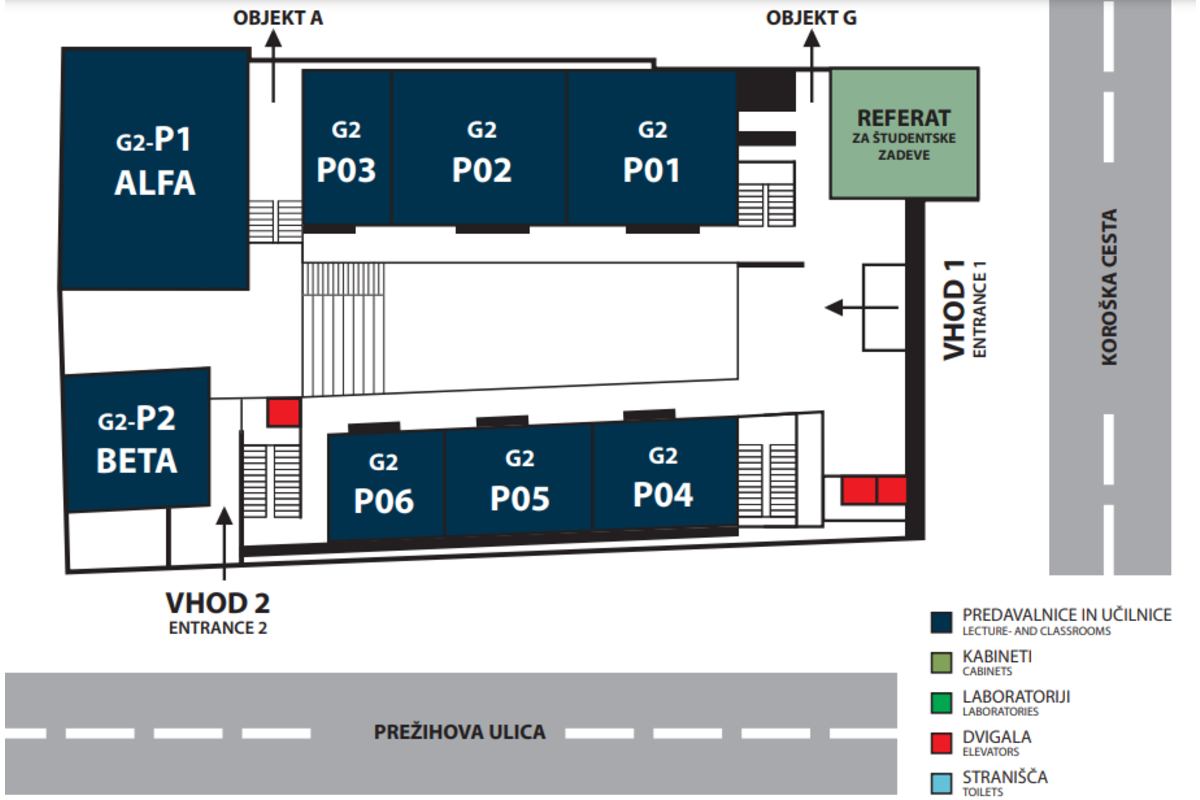 OBJEKT A
OBJEKT G
G2-P1
ALFA
G2
P03
G2
P02
G2
P01
REFERAT
ZA ŠTUDENTSKE
ZADEVE
KOROŠKA CESTA
VHOD 1
ENTRANCE 1
G2-P2
BETA
G2
P06
G2
P05
G2
P04
VHOD 2
ENTRANCE 2
PREŽIHOVA ULICA
PREDAVALNICE IN UČILNICE
LECTURE- AND CLASSROOMS
KABINETI
CABINETS
LABORATORIJI
LABORATORIES
DVIGALA
ELEVATORS
STRANIŠČA
TOILETS